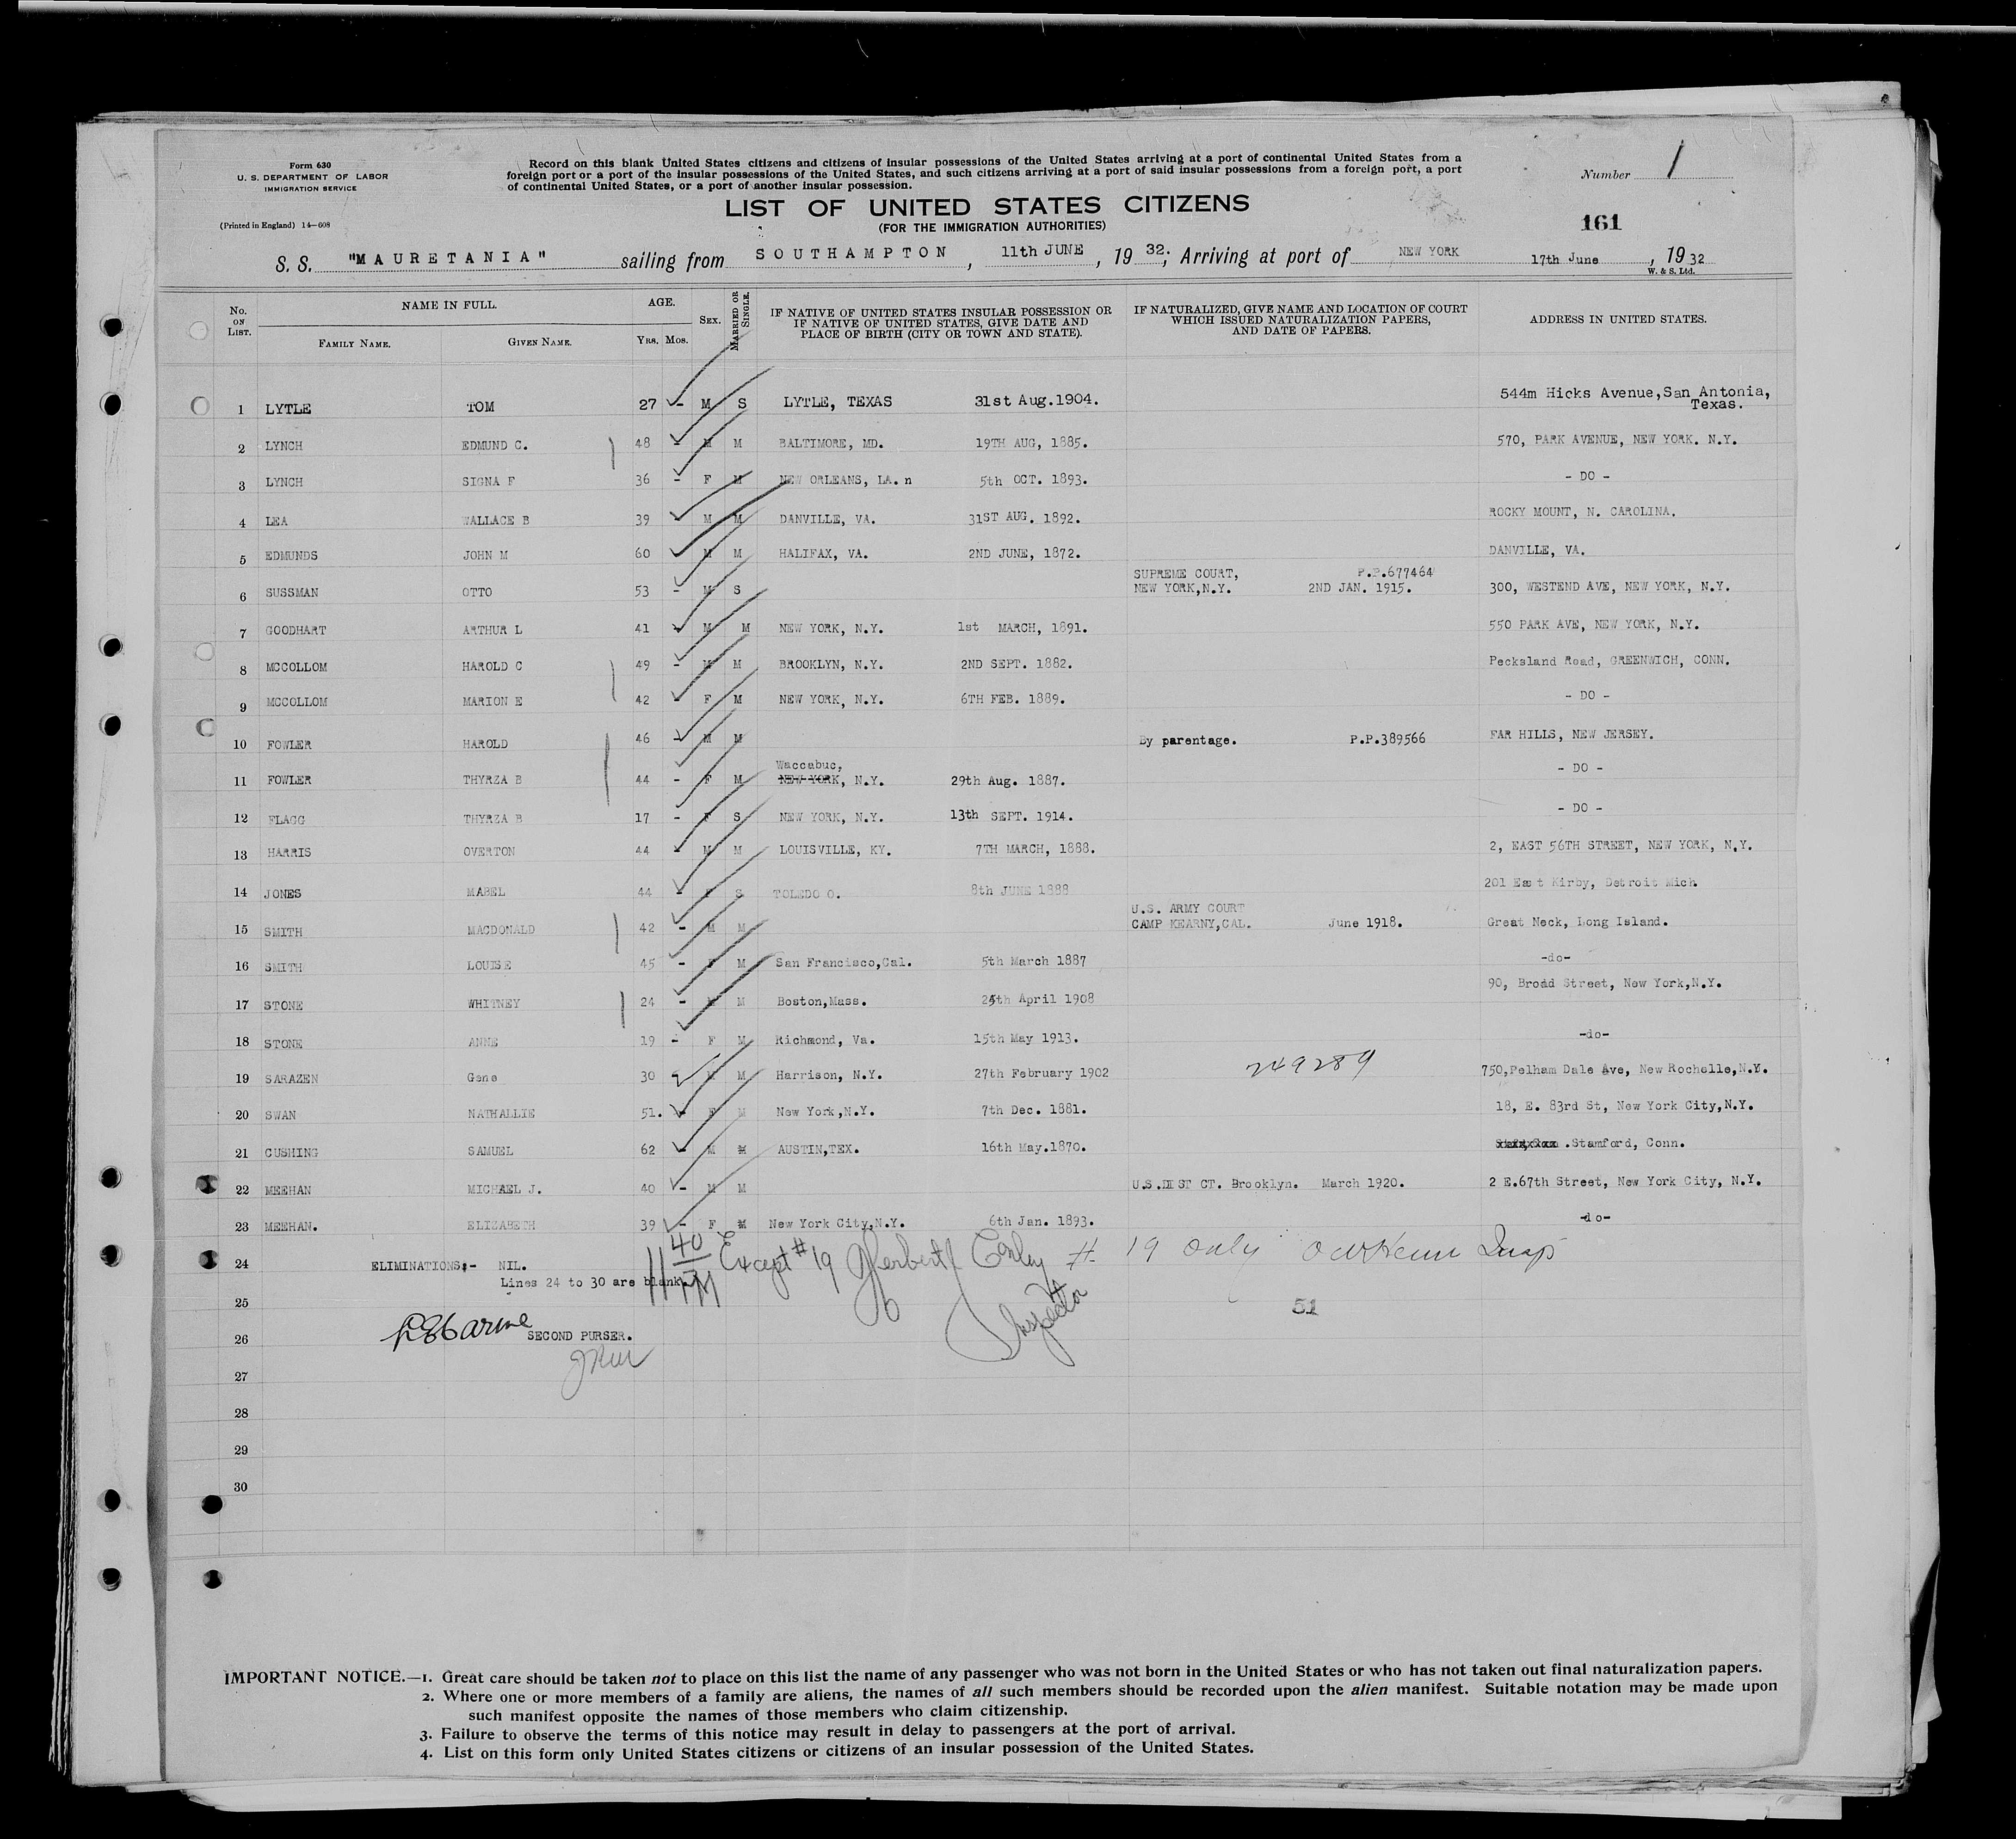 Form 630
U. S. DEPARTMENT OF LABOR
IMMIGRATION SERVICE
(Printed in England) 14—608
Record on this blank United States citizens and citizens of insular possessions of the United States arriving at a port of continental United States from a
foreign port or a port of the insular possessions of the United States, and such citizens arriving at a port of said insular possessions from a foreign port, a port
of continental United States, or a port of another insular possession.
Number 1
LIST OF UNITED STATES CITIZENS
(FOR THE IMMIGRATION AUTHORITIES)
161
S. S. "MAURETANIA" sailing from SOUTHAMPTON, 11th JUNE, 19 32; Arriving at port of NEW YORK 17th June, 19 32
W. & S. Ltd.
No. ON LIST. NAME IN FULL. AGE. SEX. MARRIED OR SINGLE. IF NATIVE OF UNITED STATES INSULAR POSSESSION OR IF NATIVE OF UNITED STATES, GIVE DATE AND PLACE OF BIRTH (CITY OR TOWN AND STATE). IF NATURALIZED, GIVE NAME AND LOCATION OF COURT WHICH ISSUED NATURALIZATION PAPERS, AND DATE OF PAPERS. ADDRESS IN UNITED STATES.
FAMILY NAME. GIVEN NAME. YRS. MOS.
1 LYTLE TOM 27 - M S LYTLE, TEXAS 31st Aug.1904. 544m Hicks Avenue,San Antonia, Texas.
2 LYNCH EDMUND C. 48 - M M BALTIMORE, MD. 19TH AUG, 1885. 570, PARK AVENUE, NEW YORK. N.Y.
3 LYNCH SIGNA F 36 - F M NEW ORLEANS, LA. n 5th OCT. 1893. - DO -
4 LEA WALLACE B 39 - M M DANVILLE, VA. 31ST AUG. 1892. ROCKY MOUNT, N. CAROLINA.
5 EDMUNDS JOHN M 60 - M M HALIFAX, VA. 2ND JUNE, 1872. DANVILLE, VA.
6 SUSSMAN OTTO 53 - M S SUPREME COURT, P.P.677464 NEW YORK,N.Y. 2ND JAN. 1915. 300, WESTEND AVE, NEW YORK, N.Y.
7 GOODHART ARTHUR L 41 - M M NEW YORK, N.Y. 1st MARCH, 1891. 550 PARK AVE, NEW YORK, N.Y.
8 MCCOLLOM HAROLD C 49 - M M BROOKLYN, N.Y. 2ND SEPT. 1882. Pecksland Road, GREENWICH, CONN.
9 MCCOLLOM MARION E 42 - F M NEW YORK, N.Y. 6TH FEB. 1889. - DO -
10 FOWLER HAROLD 46 - M M By parentage. P.P.389566 FAR HILLS, NEW JERSEY.
11 FOWLER THYRZA B 44 - F M Waccabuc, NEW YORK, N.Y. 29th Aug. 1887. - DO -
12 FLAGG THYRZA B 17 - F S NEW YORK, N.Y. 13th SEPT. 1914. - DO -
13 HARRIS OVERTON 44 - M M LOUISVILLE, KY. 7TH MARCH, 1888. 2, EAST 56TH STREET, NEW YORK, N.Y.
14 JONES MABEL 44 - F S TOLEDO O. 8th JUNE 1888 201 East Kirby, Detroit Mich.
15 SMITH MACDONALD 42 - M M U.S. ARMY COURT CAMP KEARNY,CAL. June 1918. Great Neck, Long Island.
16 SMITH LOUISE 45 - F M San Francisco,Cal. 5th March 1887 -do-
17 STONE WHITNEY 24 - M M Boston,Mass. 24th April 1908 90, Broad Street, New York,N.Y.
18 STONE ANNE 19 - F M Richmond, Va. 15th May 1913. -do-
19 SARAZEN Gene 30 - M M Harrison, N.Y. 27th February 1902 249289 750,Pelham Dale Ave, New Rochelle,N.Y.
20 SWAN NATHALLIE 51. - F M New York,N.Y. 7th Dec. 1881. 18, E. 83rd St, New York City,N.Y.
21 CUSHING SAMUEL 62 - M M AUSTIN,TEX. 16th May.1870. .Stamford, Conn.
22 MEEHAN MICHAEL J. 40 - M M U.S.DIST CT. Brooklyn. March 1920. 2 E.67th Street, New York City, N.Y.
23 MEEHAN. ELIZABETH 39 - F M New York City,N.Y. 6th Jan. 1893. -do-
24 ELIMINATIONS:- NIL. 40 Except #19 Herbert Conley # 19 only
Lines 24 to 30 are blank.
Inspector
25 51
26 SECOND PURSER.
27
28
29
30
IMPORTANT NOTICE.—1. Great care should be taken not to place on this list the name of any passenger who was not born in the United States or who has not taken out final naturalization papers.
2. Where one or more members of a family are aliens, the names of all such members should be recorded upon the alien manifest. Suitable notation may be made upon
such manifest opposite the names of those members who claim citizenship.
3. Failure to observe the terms of this notice may result in delay to passengers at the port of arrival.
4. List on this form only United States citizens or citizens of an insular possession of the United States.